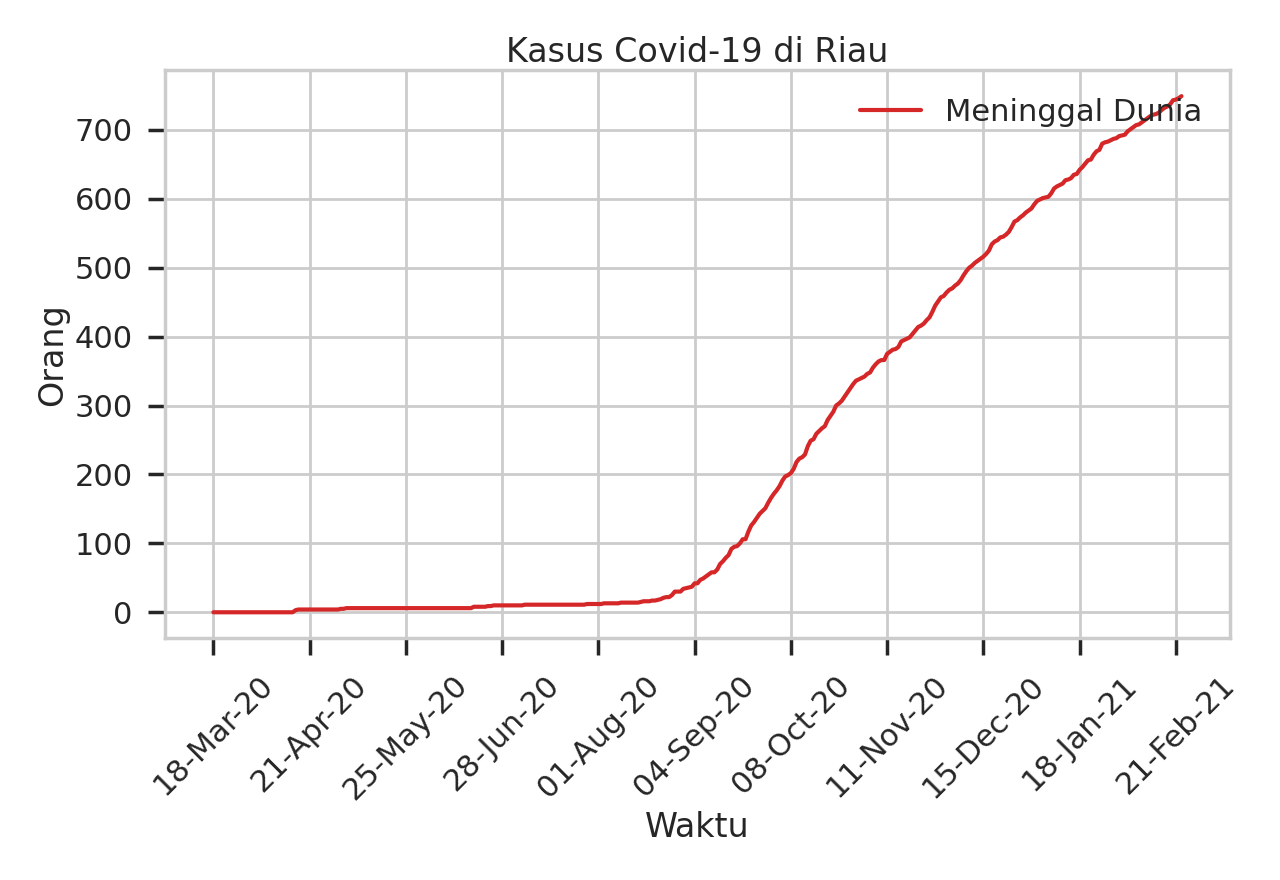 Kasus Covid-19 di Riau
Meninggal Dunia
Orang
700
600
500
400
300
200
100
0
18-Mar-20
21-Apr-20
25-May-20
28-Jun-20
01-Aug-20
04-Sep-20
08-Oct-20
11-Nov-20
15-Dec-20
18-Jan-21
21-Feb-21
Waktu